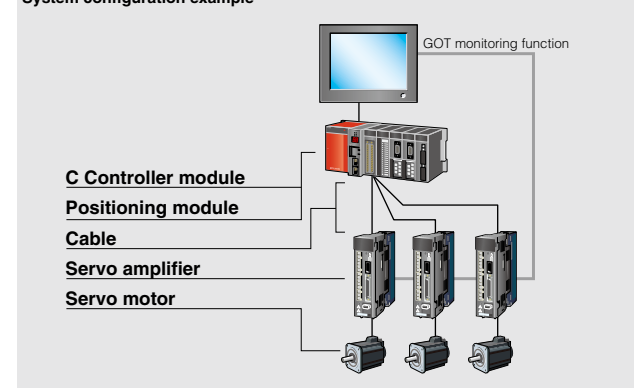 System configuration example
GOT monitoring function
C Controller module
Positioning module
Cable
Servo amplifier
Servo motor